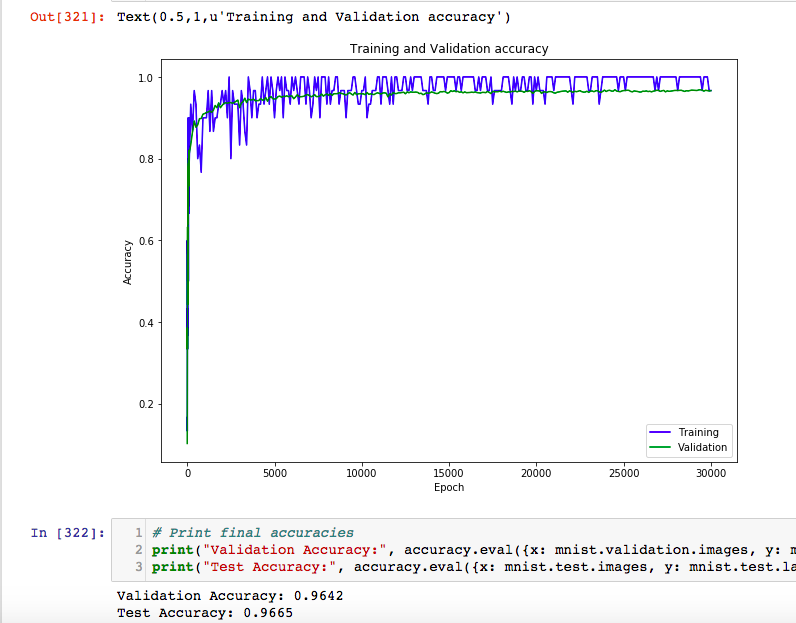 Out[321]: Text(0.5,1,u'Training and Validation accuracy')
Training and Validation accuracy
1.0
0.8
0.6
0.4
0.2
Accuracy
0 5000 10000 15000 20000 25000 30000
Epoch
Training
Validation
In [322]: 1 # Print final accuracies
2 print("Validation Accuracy:", accuracy.eval({x: mnist.validation.images, y: m
3 print("Test Accuracy:", accuracy.eval({x: mnist.test.images, y: mnist.test.la
Validation Accuracy: 0.9642
Test Accuracy: 0.9665